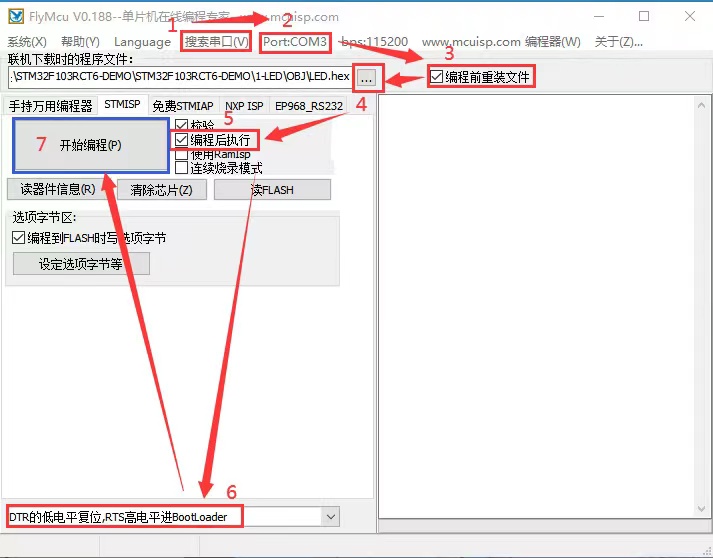 FlyMcu V0.188--单片机在线编程专家--www.mcuisp.com
1
2
系统(X) 帮助(Y) Language 搜索串口(V) Port:COM3 bps:115200 www.mcuisp.com 编程器(W) 关于(Z)...
3
联机下载时的程序文件：
:\STM32F103RCT6-DEMO\STM32F103RCT6-DEMO\1-LED\OBJ\LED.hex ... 编程前重装文件
4
手持万用编程器 STMISP 免费STMIAP NXP ISP EP968_RS232
5
校验
7 开始编程(P) 编程后执行
使用RamIsp
连续烧录模式
读器件信息(R) 清除芯片(Z) 读FLASH
选项字节区:
编程到FLASH时写选项字节
设定选项字节等
6
DTR的低电平复位,RTS高电平进BootLoader